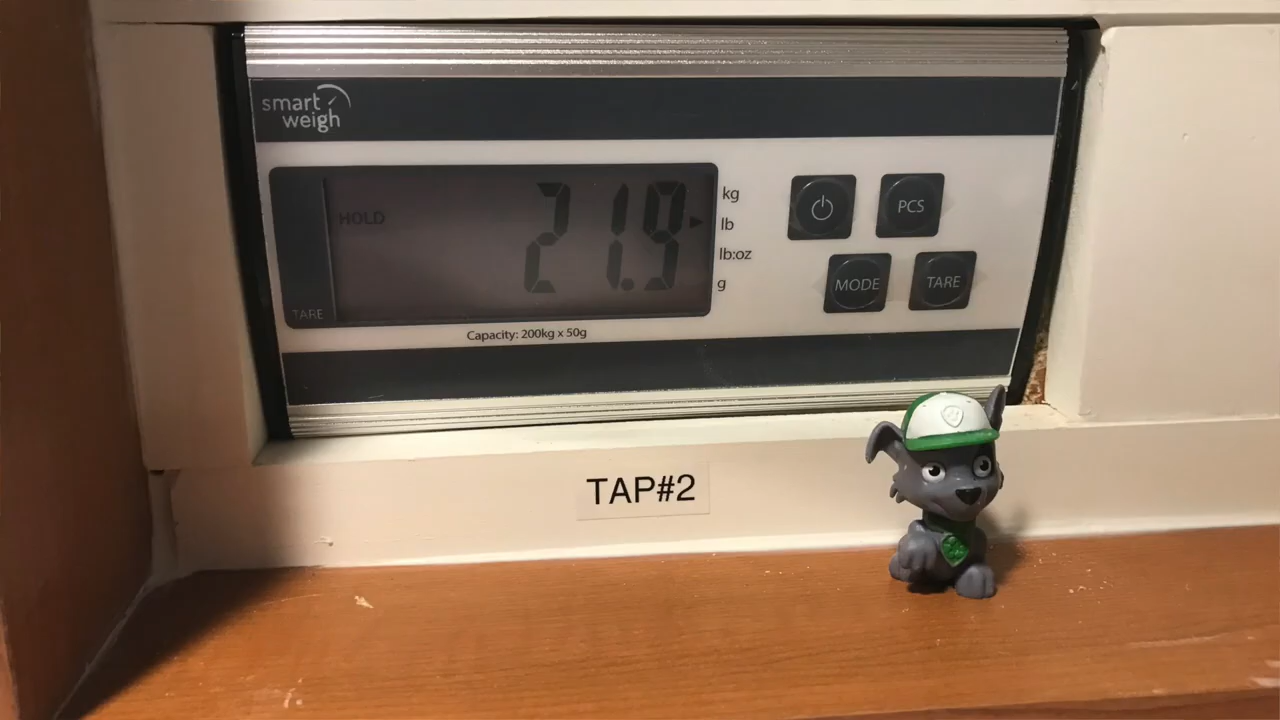 smart
weigh
HOLD
21.9
kg
lb
lb:oz
g
TARE
Capacity: 200kg x 50g
PCS
MODE
TARE
TAP#2